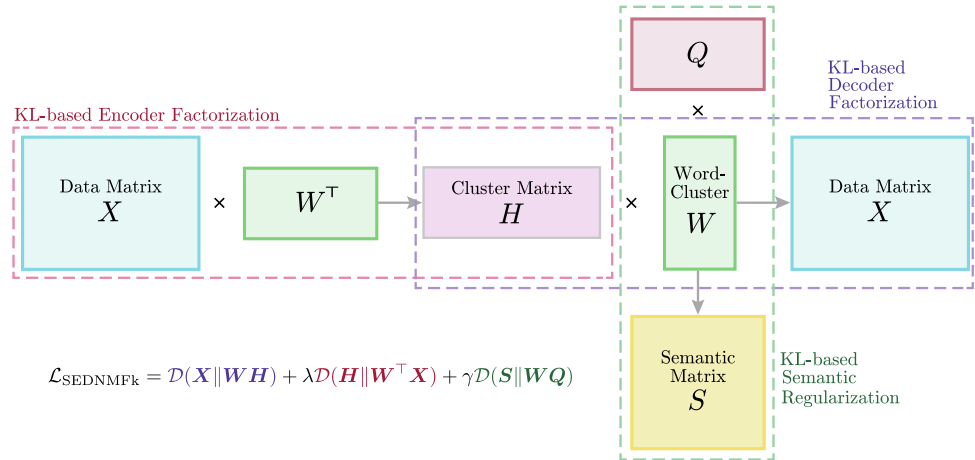 Q
KL-based
Decoder
Factorization
×
KL-based Encoder Factorization
Data Matrix
X
×
W⊤
Cluster Matrix
H
×
Word-
Cluster
W
Data Matrix
X
Semantic
Matrix
S
KL-based
Semantic
Regularization
ℒSEDNMFk = 𝒟(X∥WH) + λ𝒟(H∥W⊤X) + γ𝒟(S∥WQ)